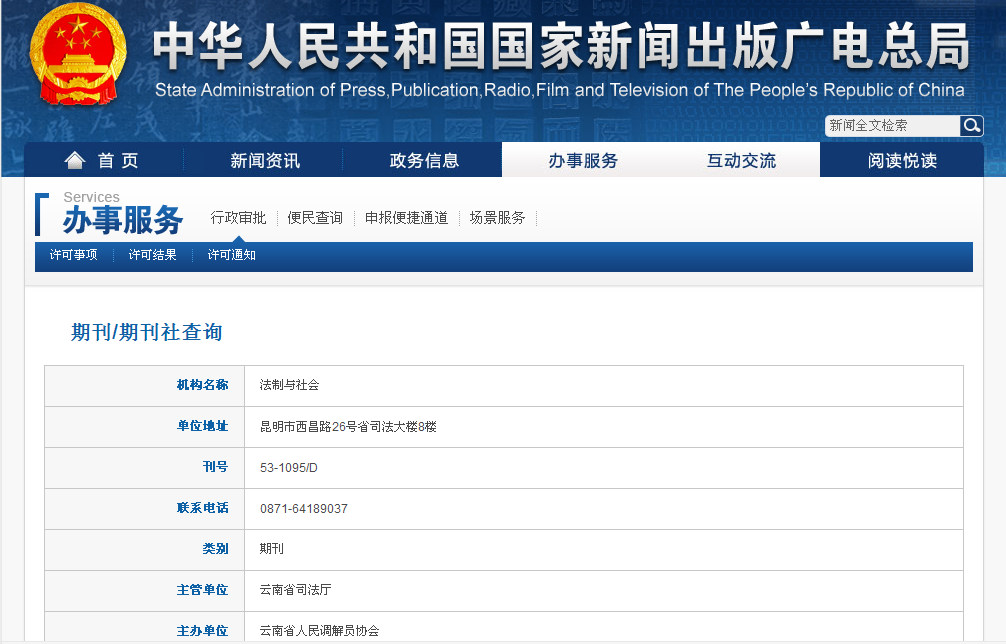 中华人民共和国国家新闻出版广电总局
State Administration of Press,Publication,Radio,Film and Television of The People's Republic of China
新闻全文检索
首 页 新闻资讯 政务信息 办事服务 互动交流 阅读悦读
Services
办事服务 行政审批 便民查询 申报便捷通道 场景服务
许可事项 许可结果 许可通知
期刊/期刊社查询
机构名称 法制与社会
单位地址 昆明市西昌路26号省司法大楼8楼
刊号 53-1095/D
联系电话 0871-64189037
类别 期刊
主管单位 云南省司法厅
主办单位 云南省人民调解员协会